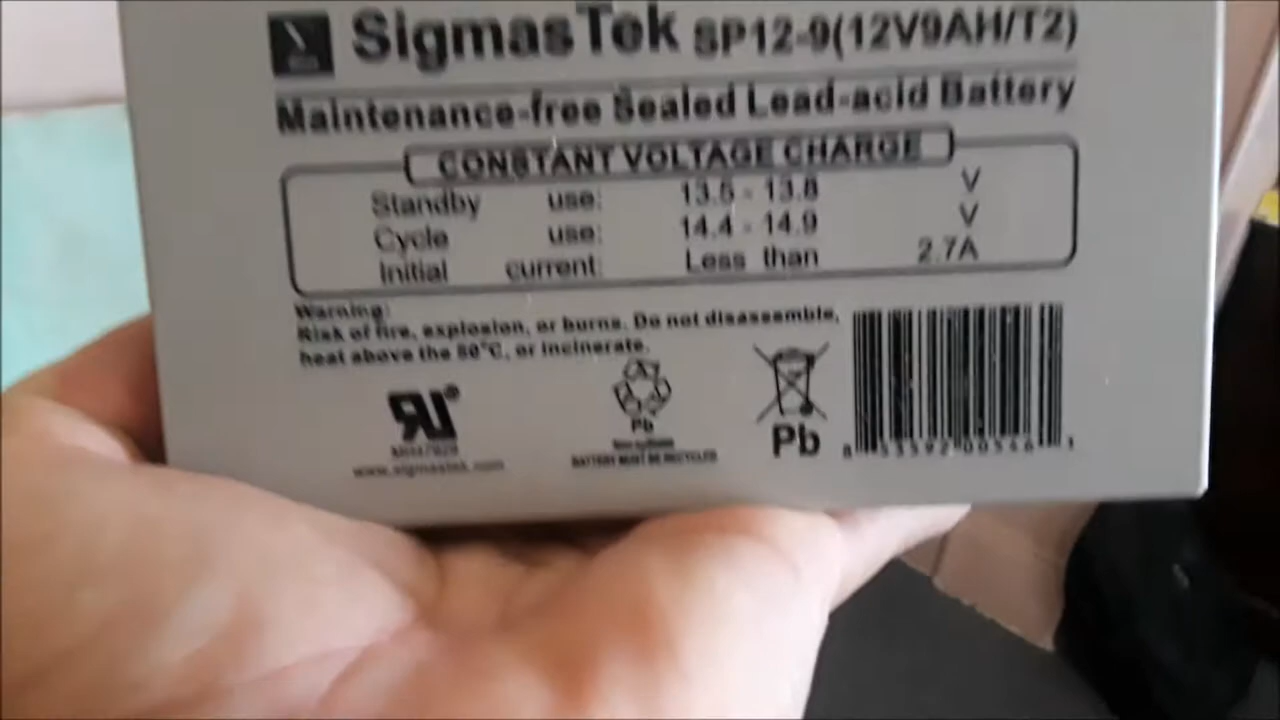 SigmasTek SP12-9(12V9AH/T2)
Maintenance-free Sealed Lead-acid Battery
CONSTANT VOLTAGE CHARGE
Standby use: 13.5 - 13.8 V
Cycle use: 14.4 - 14.9 V
Initial current: Less than 2.7A
Warning:
Risk of fire, explosion, or burns. Do not disassemble,
heat above the 50°C, or incinerate.
Pb
Pb
www.sigmastek.com
BATTERY MUST BE RECYCLED